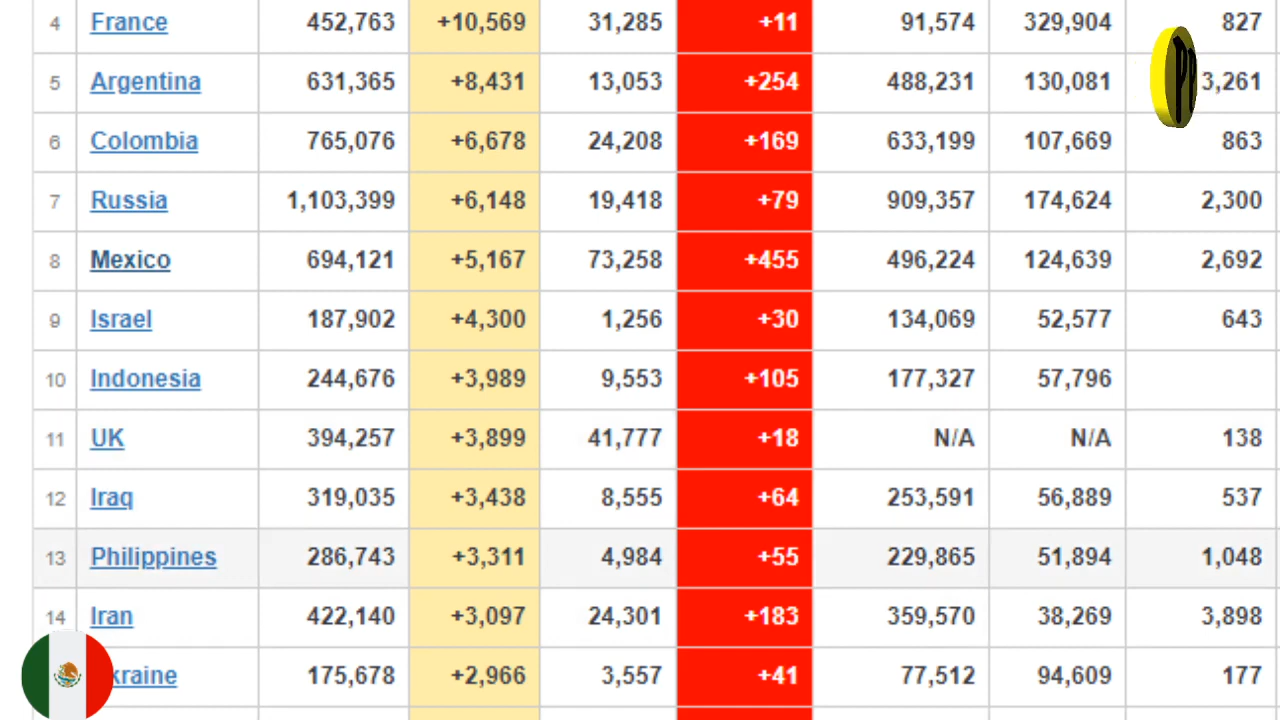 4 France 452,763 +10,569 31,285 +11 91,574 329,904 827
5 Argentina 631,365 +8,431 13,053 +254 488,231 130,081 3,261
6 Colombia 765,076 +6,678 24,208 +169 633,199 107,669 863
7 Russia 1,103,399 +6,148 19,418 +79 909,357 174,624 2,300
8 Mexico 694,121 +5,167 73,258 +455 496,224 124,639 2,692
9 Israel 187,902 +4,300 1,256 +30 134,069 52,577 643
10 Indonesia 244,676 +3,989 9,553 +105 177,327 57,796
11 UK 394,257 +3,899 41,777 +18 N/A N/A 138
12 Iraq 319,035 +3,438 8,555 +64 253,591 56,889 537
13 Philippines 286,743 +3,311 4,984 +55 229,865 51,894 1,048
14 Iran 422,140 +3,097 24,301 +183 359,570 38,269 3,898
kraine 175,678 +2,966 3,557 +41 77,512 94,609 177